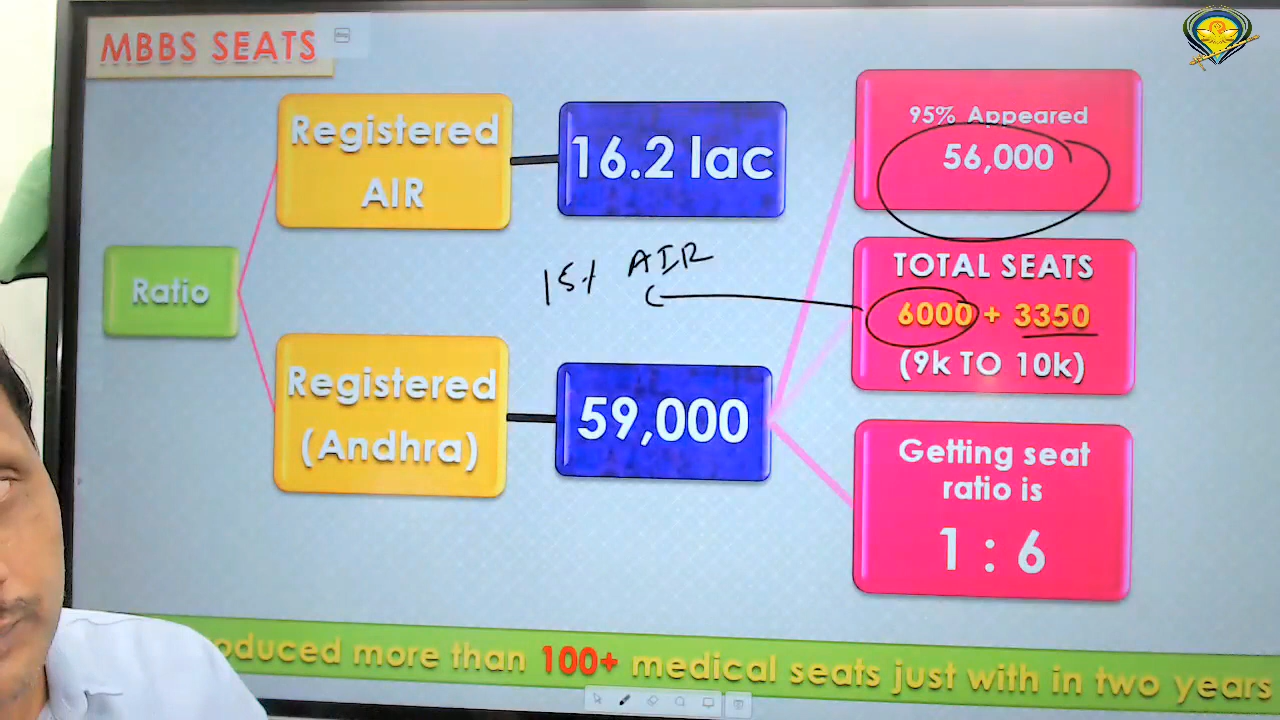 MBBS SEATS
Registered
AIR
16.2 lac
95% Appeared
56,000
1st AIR
TOTAL SEATS
6000 + 3350
(9k TO 10k)
Ratio
Registered
(Andhra)
59,000
Getting seat
ratio is
1 : 6
oduced more than 100+ medical seats just with in two years